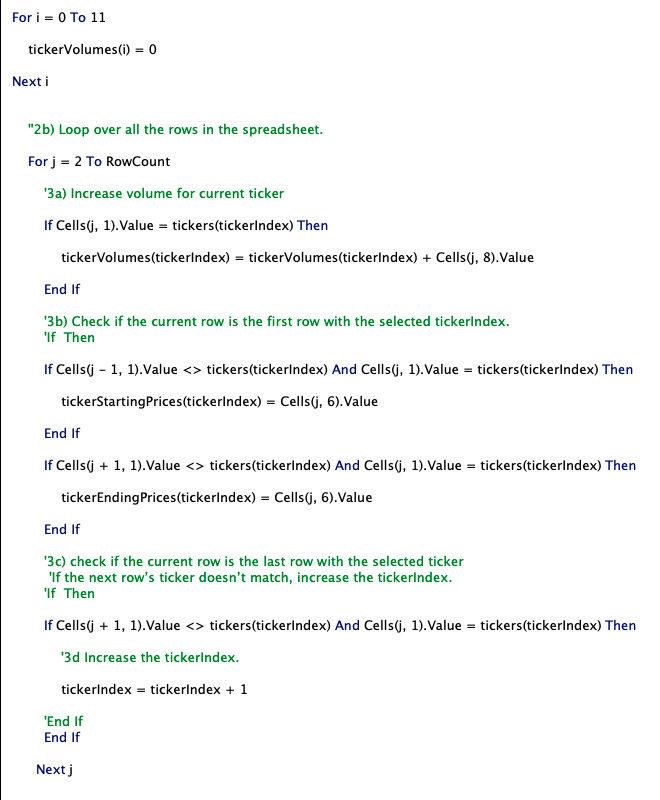 For i = 0 To 11
tickerVolumes(i) = 0
Next i
''2b) Loop over all the rows in the spreadsheet.
For j = 2 To RowCount
'3a) Increase volume for current ticker
If Cells(j, 1).Value = tickers(tickerIndex) Then
tickerVolumes(tickerIndex) = tickerVolumes(tickerIndex) + Cells(j, 8).Value
End If
'3b) Check if the current row is the first row with the selected tickerIndex.
'If  Then
If Cells(j - 1, 1).Value <> tickers(tickerIndex) And Cells(j, 1).Value = tickers(tickerIndex) Then
tickerStartingPrices(tickerIndex) = Cells(j, 6).Value
End If
If Cells(j + 1, 1).Value <> tickers(tickerIndex) And Cells(j, 1).Value = tickers(tickerIndex) Then
tickerEndingPrices(tickerIndex) = Cells(j, 6).Value
End If
'3c) check if the current row is the last row with the selected ticker
'If the next row's ticker doesn't match, increase the tickerIndex.
'If  Then
If Cells(j + 1, 1).Value <> tickers(tickerIndex) And Cells(j, 1).Value = tickers(tickerIndex) Then
'3d Increase the tickerIndex.
tickerIndex = tickerIndex + 1
'End If
End If
Next j